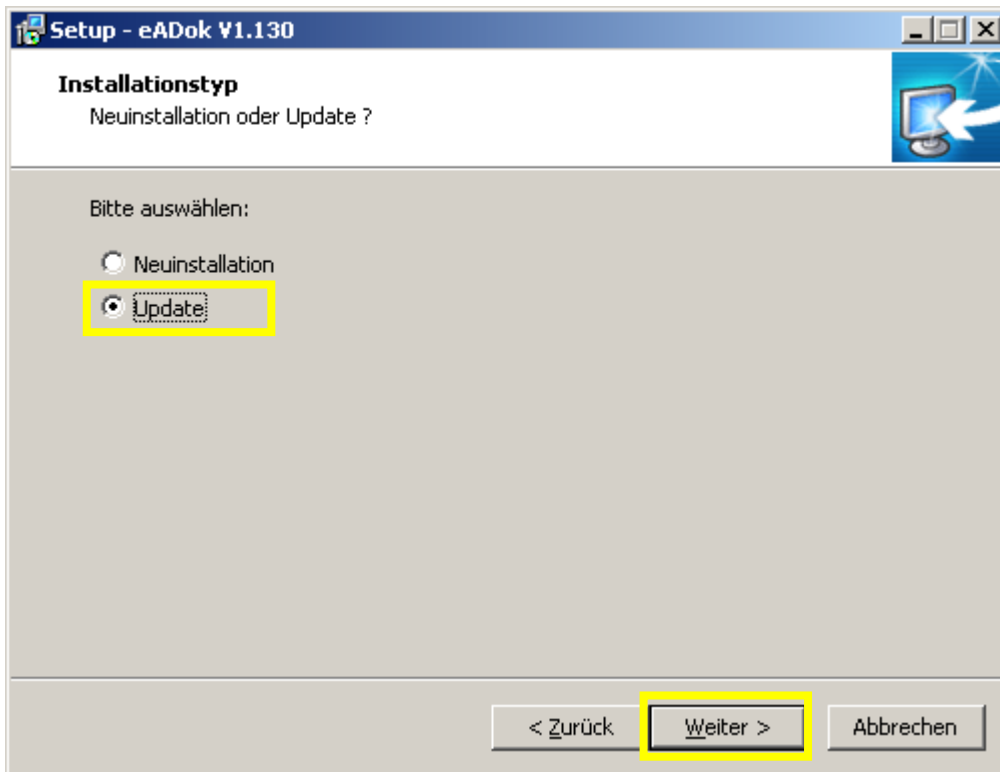 Setup - eADok V1.130
Installationstyp
Neuinstallation oder Update ?
Bitte auswählen:
Neuinstallation
Update
< Zurück
Weiter >
Abbrechen